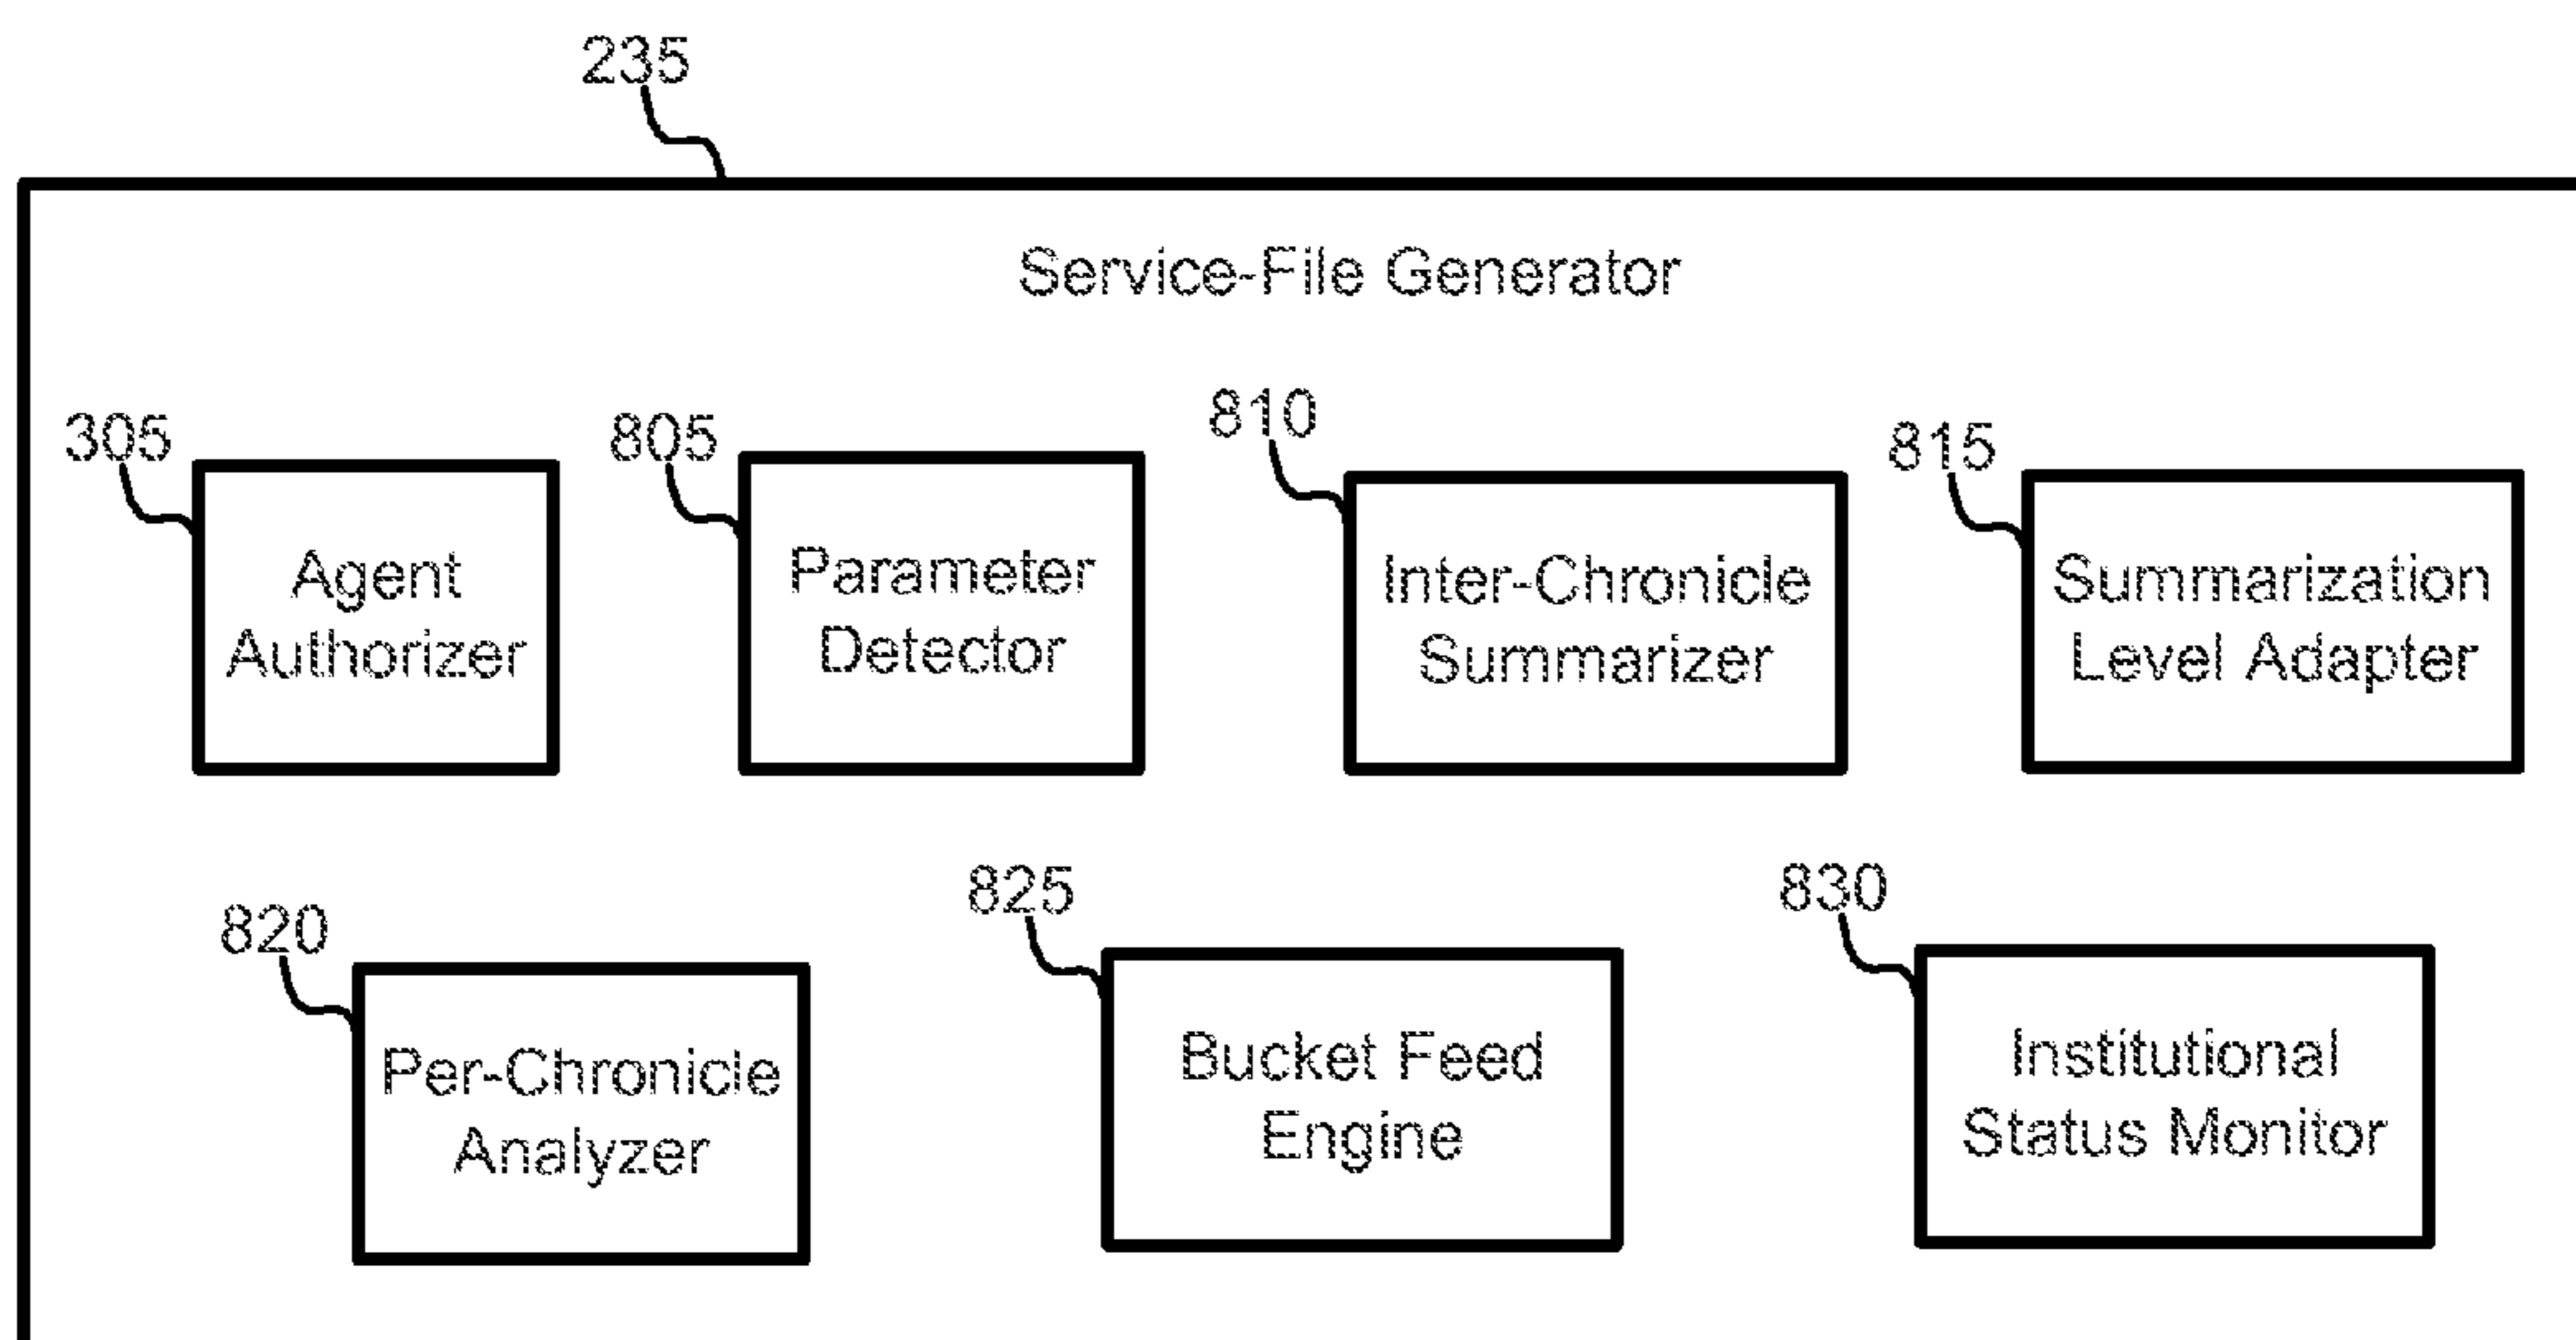 235
Service-File Generator
305
Agent
Authorizer
805
Parameter
Detector
810
Inter-Chronicle
Summarizer
815
Summarization
Level Adapter
820
Per-Chronicle
Analyzer
825
Bucket Feed
Engine
830
Institutional
Status Monitor